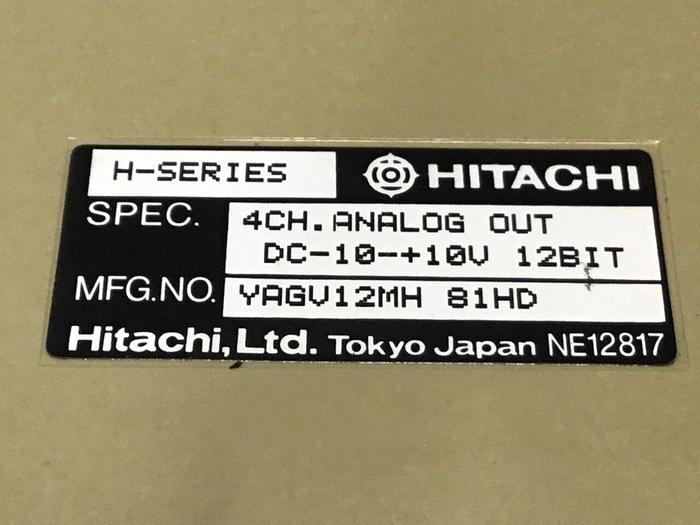 H-SERIES HITACHI
SPEC. 4CH.ANALOG OUT
DC-10-+10V 12BIT
MFG.NO. YAGV12MH 81HD
Hitachi,Ltd. Tokyo Japan NE12817